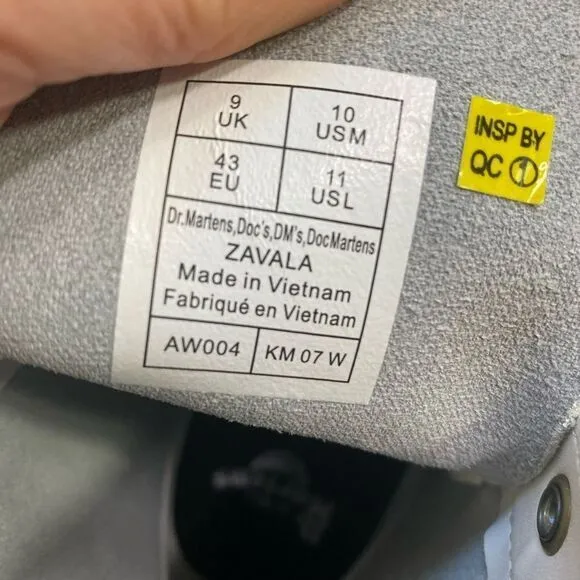 9
UK
10
USM
43
EU
11
USL
Dr.Martens,Doc's,DM's,DocMartens
ZAVALA
Made in Vietnam
Fabriqué en Vietnam
AW004
KM 07 W
INSP BY
QC 1